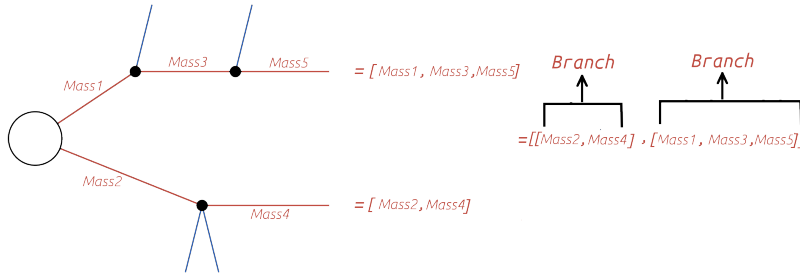 Mass1
Mass3
Mass5
=[ Mass1, Mass3,Mass5]
Mass2
Mass4
=[ Mass2,Mass4]
Branch
Branch
=[[Mass2, Mass4] ,[Mass1, Mass3,Mass5]]